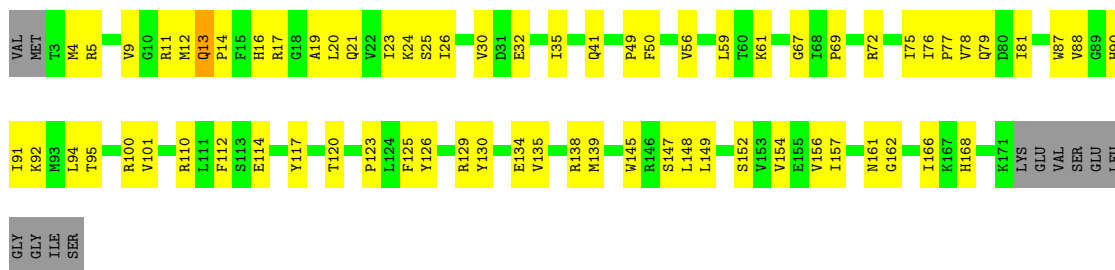 VAL MET T3 M4 R5 V9 G10 R11 M12 Q13 P14 F15 H16 R17 G18 A19 L20 Q21 V22 I23 K24 S25 I26 V30 D31 E32 I35 Q41 P49 F50 V56 L59 T60 K61 G67 I68 P69 R72 I75 I76 P77 V78 Q79 D80 I81 W87 V88 G89
I91 K92 M93 L94 T95 R100 V101 R110 L111 F112 S113 E114 Y117 T120 P123 L124 F125 Y126 R129 Y130 E134 V135 R138 M139 W145 R146 S147 L148 L149 S152 V153 V154 E155 V156 I157 N161 G162 I166 K167 H168 K171 LYS GLU VAL SER GLU
GLY GLY ILE SER